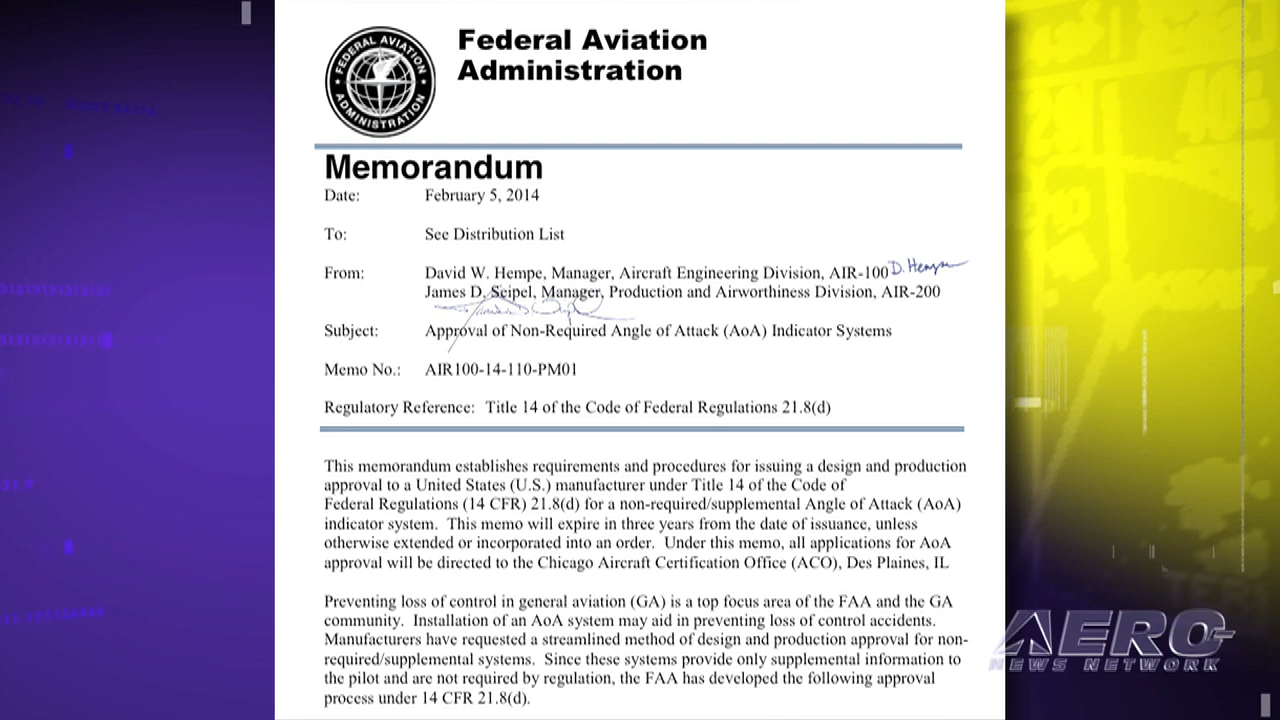 FEDERAL AVIATION
ADMINISTRATION
Federal Aviation
Administration
Memorandum
Date: February 5, 2014
To: See Distribution List
From: David W. Hempe, Manager, Aircraft Engineering Division, AIR-100 D. Hempe
James D. Seipel, Manager, Production and Airworthiness Division, AIR-200
Subject: Approval of Non-Required Angle of Attack (AoA) Indicator Systems
Memo No.: AIR100-14-110-PM01
Regulatory Reference: Title 14 of the Code of Federal Regulations 21.8(d)
This memorandum establishes requirements and procedures for issuing a design and production
approval to a United States (U.S.) manufacturer under Title 14 of the Code of
Federal Regulations (14 CFR) 21.8(d) for a non-required/supplemental Angle of Attack (AoA)
indicator system. This memo will expire in three years from the date of issuance, unless
otherwise extended or incorporated into an order. Under this memo, all applications for AoA
approval will be directed to the Chicago Aircraft Certification Office (ACO), Des Plaines, IL
Preventing loss of control in general aviation (GA) is a top focus area of the FAA and the GA
community. Installation of an AoA system may aid in preventing loss of control accidents.
Manufacturers have requested a streamlined method of design and production approval for non-
required/supplemental systems. Since these systems provide only supplemental information to
the pilot and are not required by regulation, the FAA has developed the following approval
process under 14 CFR 21.8(d).
AERO-
NEWS NETWORK